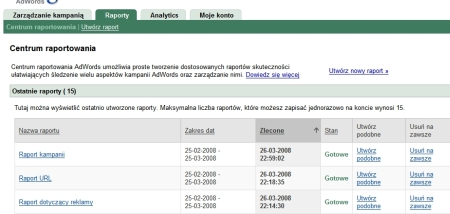 AdWords
Zarządzanie kampanią Raporty Analytics Moje konto
Centrum raportowania | Utwórz raport
Centrum raportowania
Centrum raportowania AdWords umożliwia proste tworzenie dostosowanych raportów skuteczności
ułatwiających śledzenie wielu aspektów kampanii AdWords oraz zarządzanie nimi. Dowiedz się więcej
Utwórz nowy raport »
Ostatnie raporty ( 15)
Tutaj można wyświetlić ostatnio utworzone raporty. Maksymalna liczba raportów, które możesz zapisać jednorazowo na koncie wynosi 15.
Nazwa raportu Zakres dat Zlecone ↑ Stan Utwórz podobne Usuń na zawsze
Raport kampanii 25-02-2008 - 25-03-2008 26-03-2008 22:59:02 Gotowe Utwórz podobne Usuń na zawsze
Raport URL 25-02-2008 - 25-03-2008 26-03-2008 22:18:35 Gotowe Utwórz podobne Usuń na zawsze
Raport dotyczący reklamy 25-02-2008 - 25-03-2008 26-03-2008 22:14:30 Gotowe Utwórz podobne Usuń na zawsze